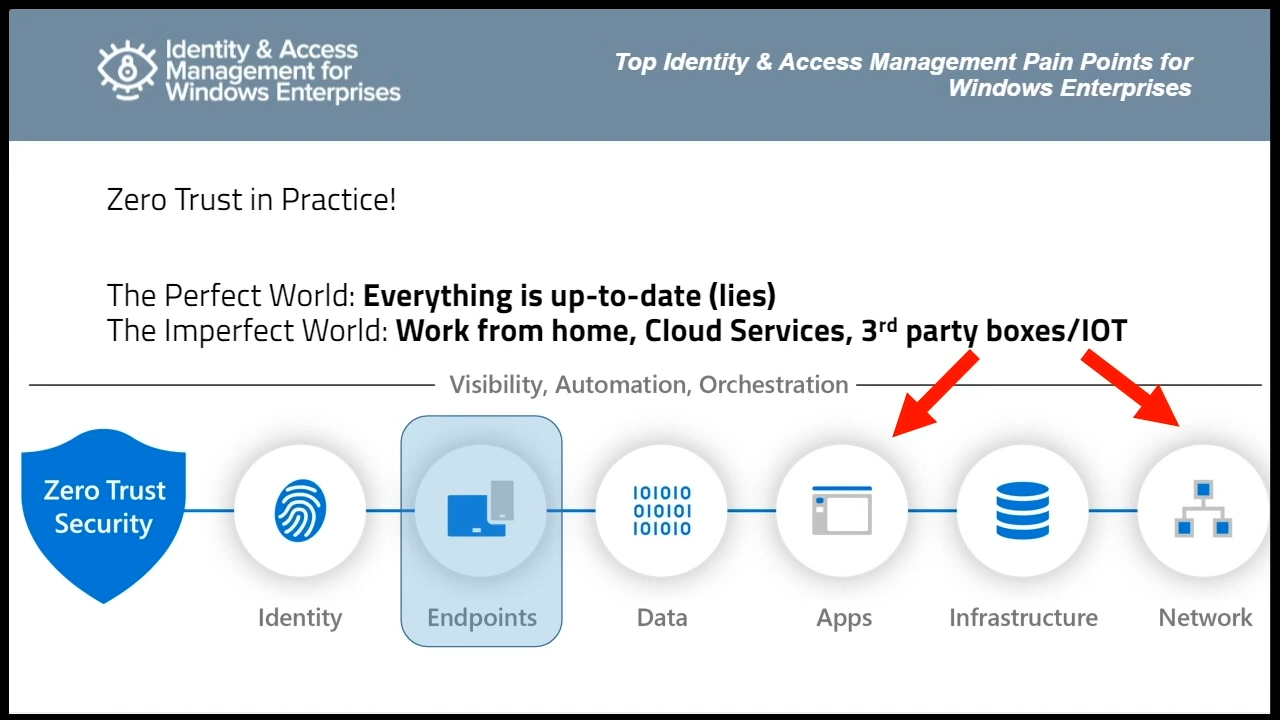 Identity & Access
Management for
Windows Enterprises
Top Identity & Access Management Pain Points for
Windows Enterprises
Zero Trust in Practice!
The Perfect World: Everything is up-to-date (lies)
The Imperfect World: Work from home, Cloud Services, 3rd party boxes/IOT
Visibility, Automation, Orchestration
Zero Trust
Security
101010
010101
101010
Identity
Endpoints
Data
Apps
Infrastructure
Network